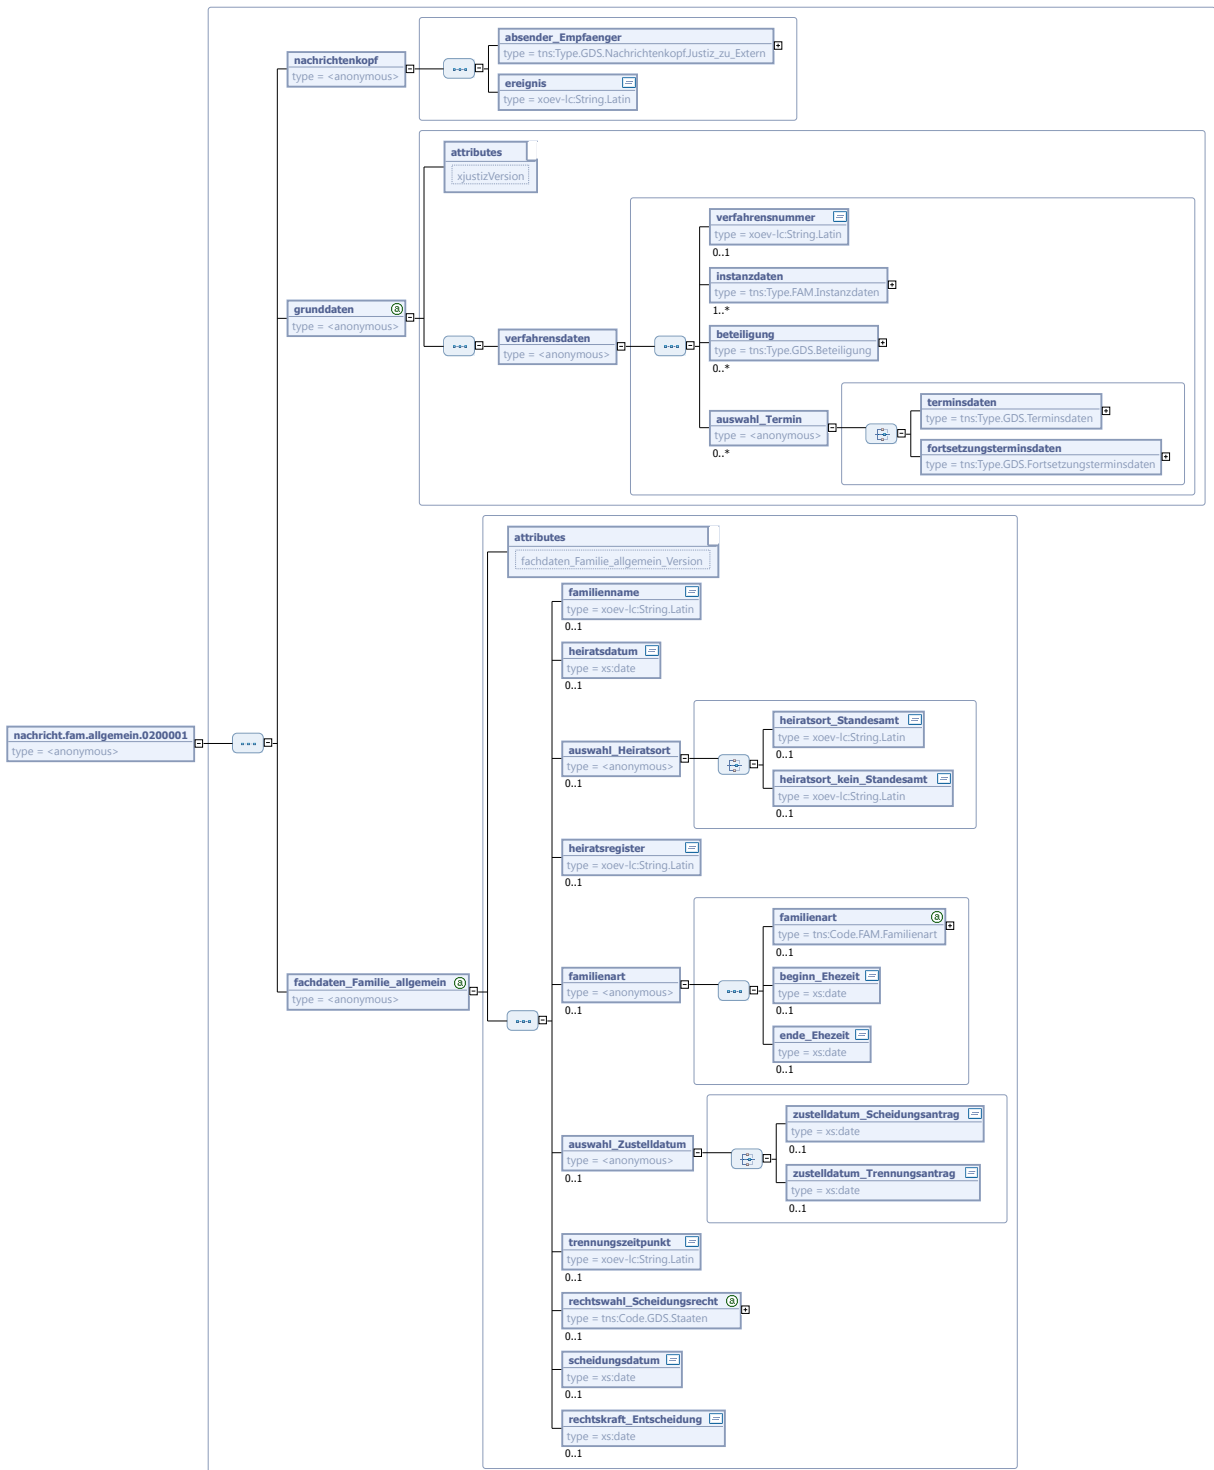 absender_Empfaenger
type = tns:Type.GDS.Nachrichtenkopf.Justiz_zu_Extern
nachrichtenkopf
type = <anonymous>
ereignis
type = xoev-lc:String.Latin
attributes
xjustizVersion
verfahrensnummer
type = xoev-lc:String.Latin
0..1
instanzdaten
type = tns:Type.FAM.Instanzdaten
1..*
grunddaten a
type = <anonymous>
verfahrensdaten
type = <anonymous>
beteiligung
type = tns:Type.GDS.Beteiligung
0..*
auswahl_Termin
type = <anonymous>
0..*
terminsdaten
type = tns:Type.GDS.Terminsdaten
fortsetzungsterminsdaten
type = tns:Type.GDS.Fortsetzungsterminsdaten
attributes
fachdaten_Familie_allgemein_Version
familienname
type = xoev-lc:String.Latin
0..1
heiratsdatum
type = xs:date
0..1
nachricht.fam.allgemein.0200001
type = <anonymous>
auswahl_Heiratsort
type = <anonymous>
0..1
heiratsort_Standesamt
type = xoev-lc:String.Latin
0..1
heiratsort_kein_Standesamt
type = xoev-lc:String.Latin
0..1
heiratsregister
type = xoev-lc:String.Latin
0..1
fachdaten_Familie_allgemein a
type = <anonymous>
familienart
type = <anonymous>
0..1
familienart a
type = tns:Code.FAM.Familienart
0..1
beginn_Ehezeit
type = xs:date
0..1
ende_Ehezeit
type = xs:date
0..1
auswahl_Zustelldatum
type = <anonymous>
0..1
zustelldatum_Scheidungsantrag
type = xs:date
0..1
zustelldatum_Trennungsantrag
type = xs:date
0..1
trennungszeitpunkt
type = xoev-lc:String.Latin
0..1
rechtswahl_Scheidungsrecht a
type = tns:Code.GDS.Staaten
0..1
scheidungsdatum
type = xs:date
0..1
rechtskraft_Entscheidung
type = xs:date
0..1